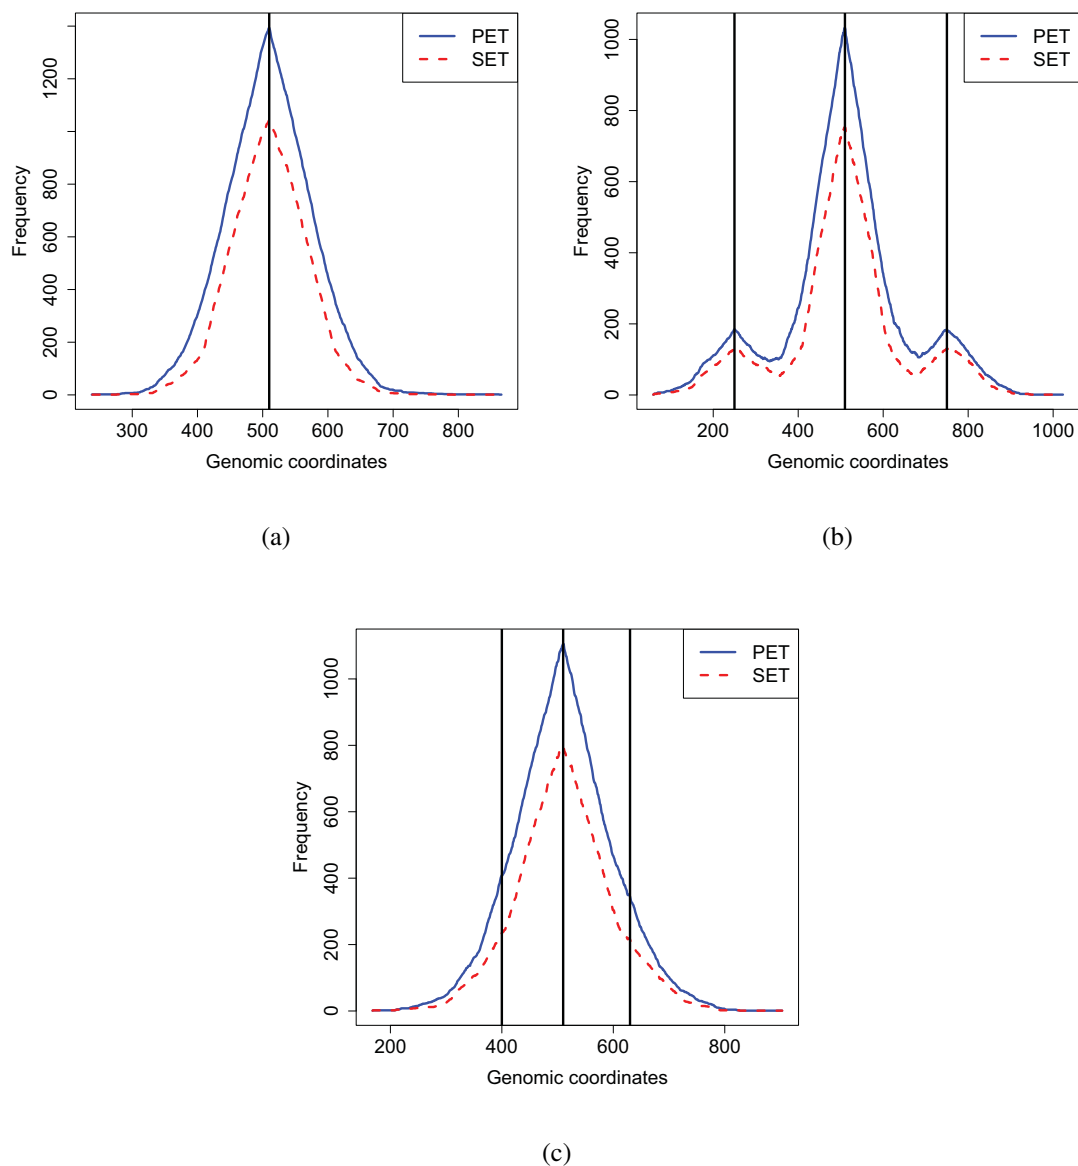 PET
SET
Frequency
0 200 400 600 800 1200
300 400 500 600 700 800
Genomic coordinates
(a)
PET
SET
Frequency
0 200 400 600 800 1000
200 400 600 800 1000
Genomic coordinates
(b)
PET
SET
Frequency
0 200 400 600 800 1000
200 400 600 800
Genomic coordinates
(c)